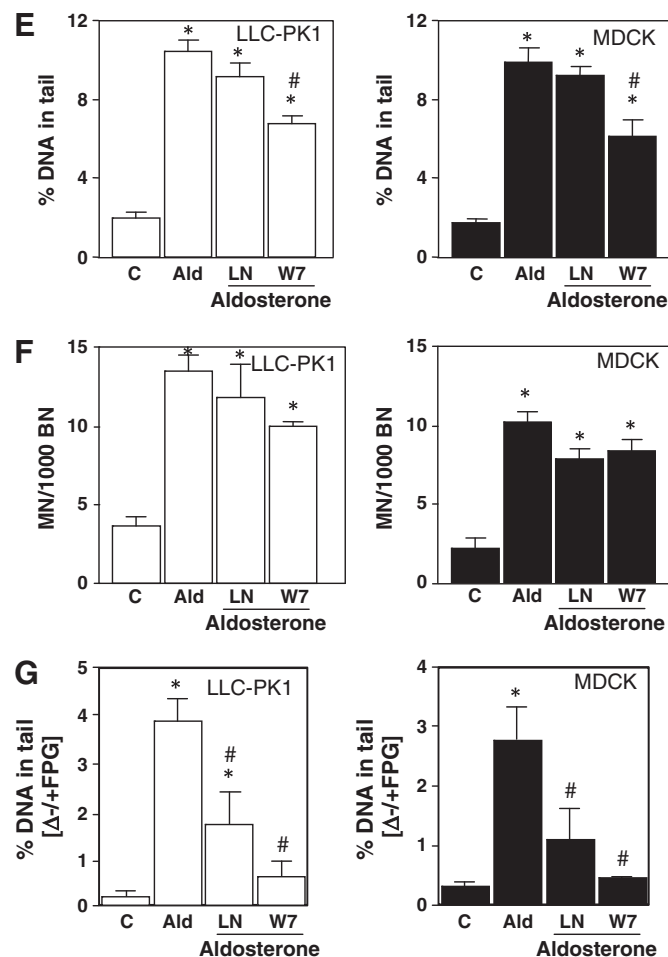 E
LLC-PK1
% DNA in tail
12
8
4
0
*
*
#
*
C Ald LN W7
Aldosterone
MDCK
% DNA in tail
12
8
4
0
*
*
#
*
C Ald LN W7
Aldosterone
F
LLC-PK1
MN/1000 BN
15
10
5
0
*
*
*
C Ald LN W7
Aldosterone
MDCK
MN/1000 BN
15
10
5
0
*
*
*
C Ald LN W7
Aldosterone
G
LLC-PK1
% DNA in tail
[Δ-/+FPG]
5
4
3
2
1
0
*
#
*
#
C Ald LN W7
Aldosterone
MDCK
% DNA in tail
[Δ-/+FPG]
4
3
2
1
0
*
#
#
C Ald LN W7
Aldosterone